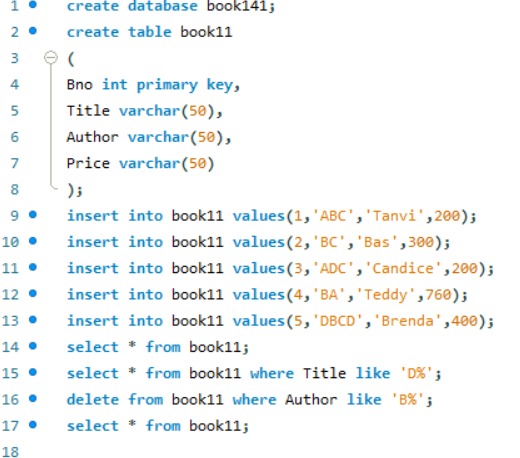 1 create database book141;
2 create table book11
3 (
4 Bno int primary key,
5 Title varchar(50),
6 Author varchar(50),
7 Price varchar(50)
8 );
9 insert into book11 values(1,'ABC','Tanvi',200);
10 insert into book11 values(2,'BC','Bas',300);
11 insert into book11 values(3,'ADC','Candice',200);
12 insert into book11 values(4,'BA','Teddy',760);
13 insert into book11 values(5,'DBCD','Brenda',400);
14 select * from book11;
15 select * from book11 where Title like 'D%';
16 delete from book11 where Author like 'B%';
17 select * from book11;
18